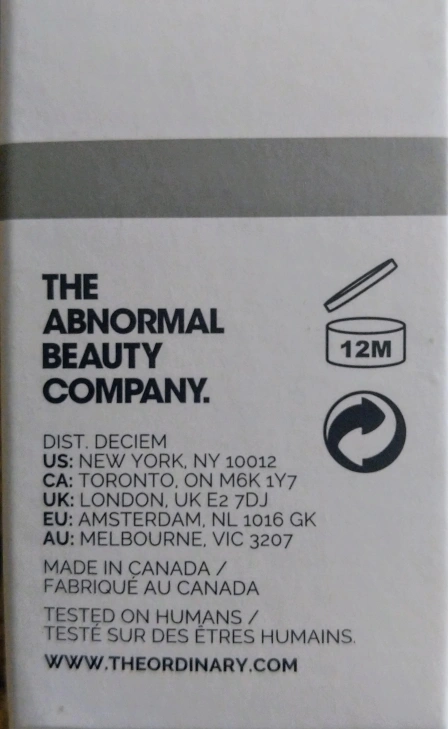 THE
ABNORMAL
BEAUTY
COMPANY.
12M
DIST. DECIEM
US: NEW YORK, NY 10012
CA: TORONTO, ON M6K 1Y7
UK: LONDON, UK E2 7DJ
EU: AMSTERDAM, NL 1016 GK
AU: MELBOURNE, VIC 3207
MADE IN CANADA /
FABRIQUÉ AU CANADA
TESTED ON HUMANS /
TESTÉ SUR DES ÊTRES HUMAINS.
WWW.THEORDINARY.COM